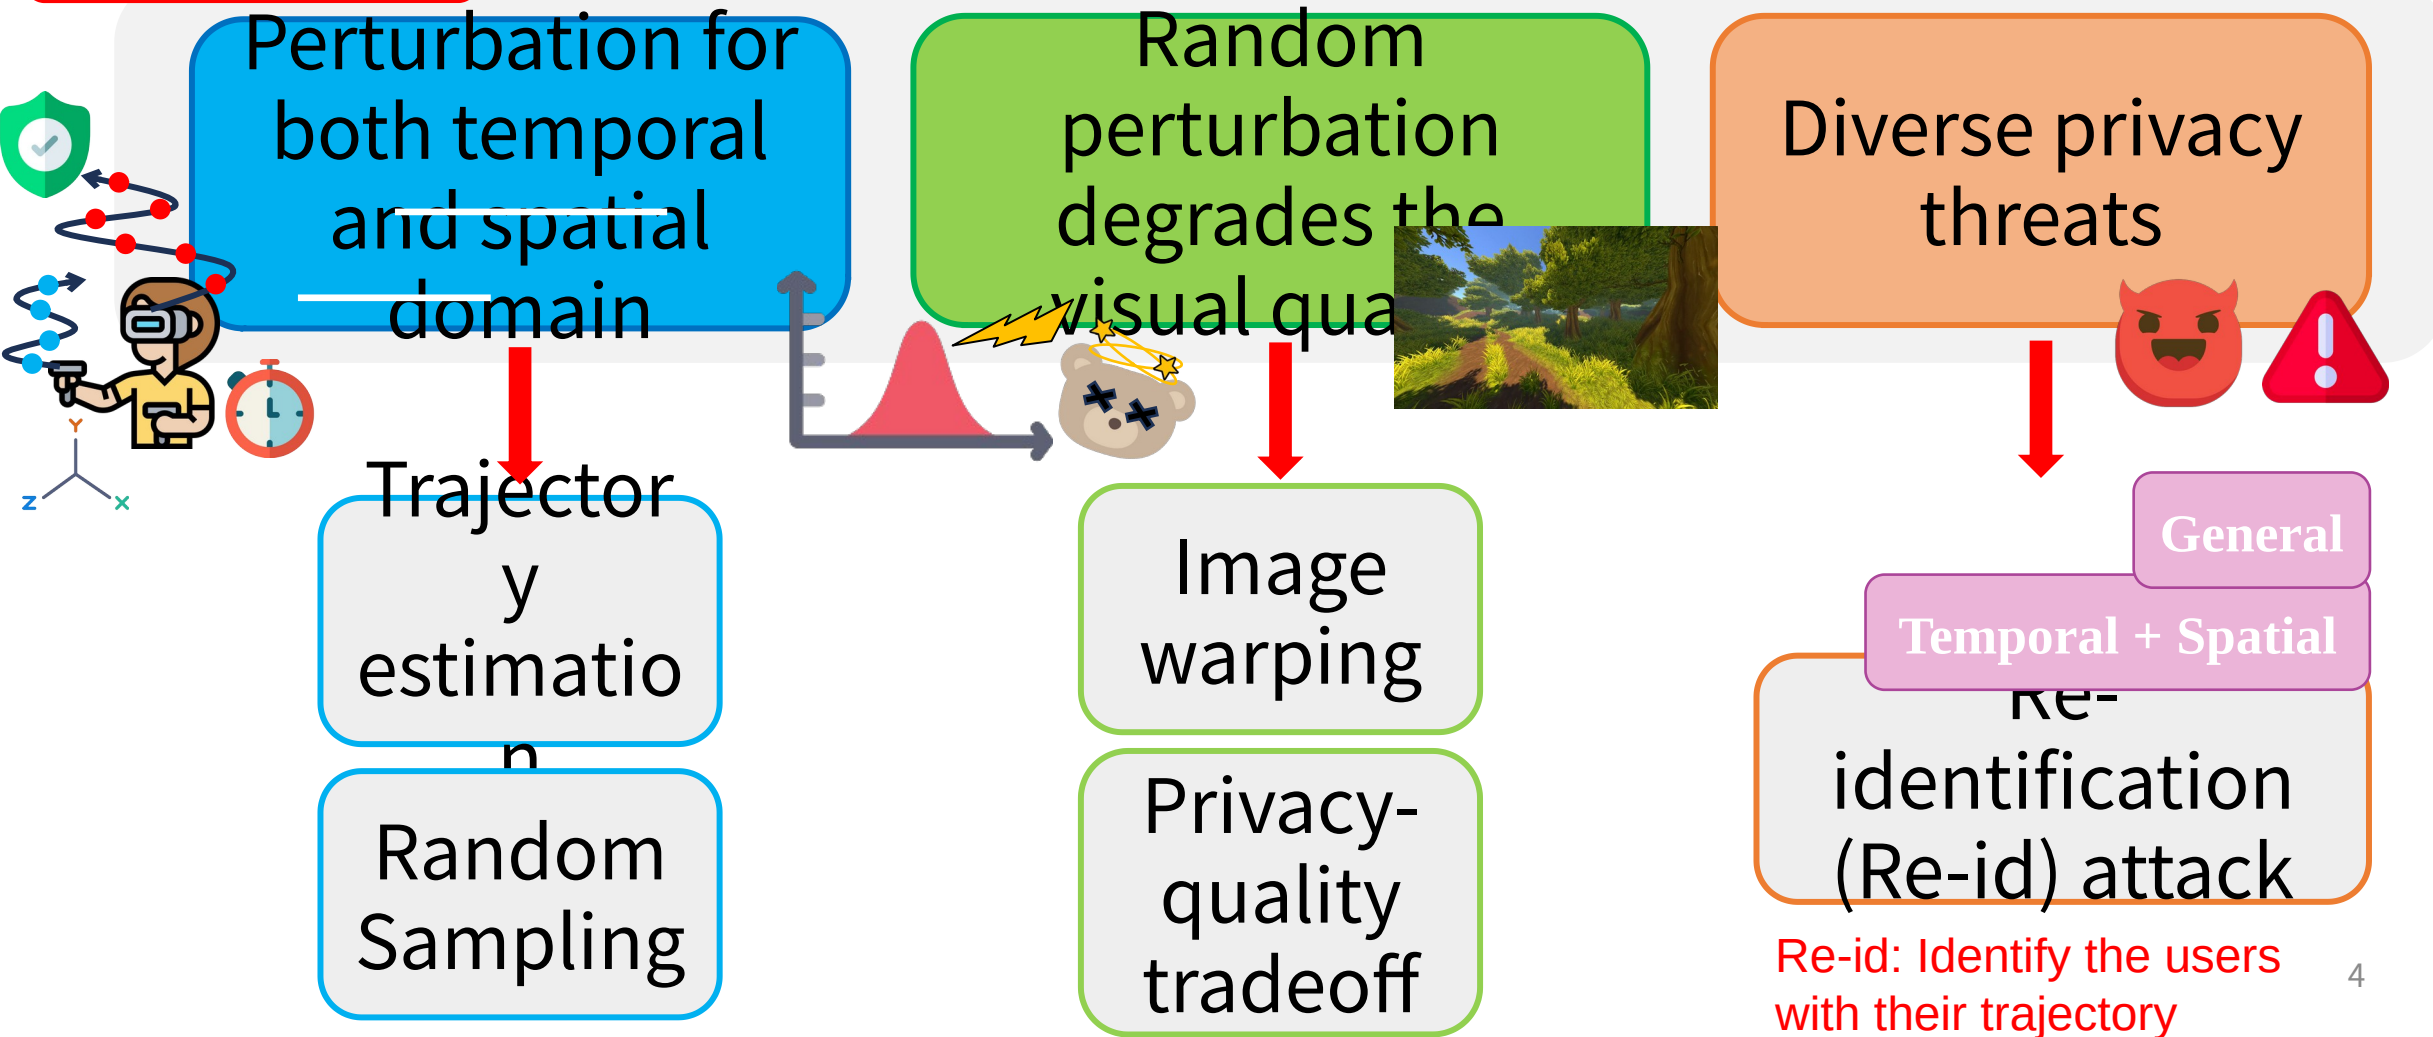 Perturbation for
both temporal
and spatial
domain
Random
perturbation
degrades the
visual qua
Diverse privacy
threats
Y
Z
X
Trajector
y
estimatio
n
Random
Sampling
Image
warping
Privacy-
quality
tradeoff
General
Temporal + Spatial
Re-
identification
(Re-id) attack
Re-id: Identify the users
with their trajectory
4